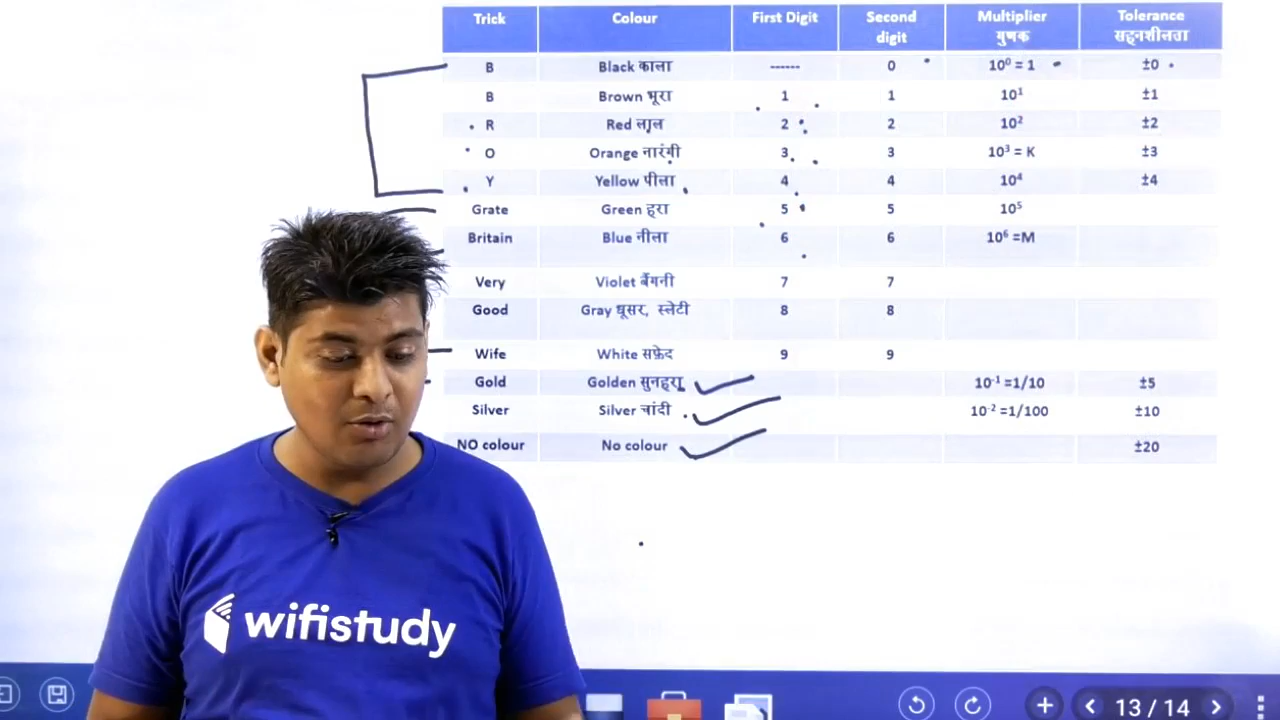 Trick Colour First Digit Second digit Multiplier गुणक Tolerance सहनशीलता
B Black काला ------ 0 10⁰ = 1 ±0
B Brown भूरा 1 1 10¹ ±1
R Red लाल 2 2 10² ±2
O Orange नारंगी 3 3 10³ = K ±3
Y Yellow पीला 4 4 10⁴ ±4
Grate Green हरा 5 5 10⁵
Britain Blue नीला 6 6 10⁶ =M
Very Violet बैंगनी 7 7
Good Gray धूसर, स्लेटी 8 8
Wife White सफ़ेद 9 9
Gold Golden सुनहरा 10⁻¹ =1/10 ±5
Silver Silver चांदी 10⁻² =1/100 ±10
NO colour No colour ±20
wifistudy
13 / 14